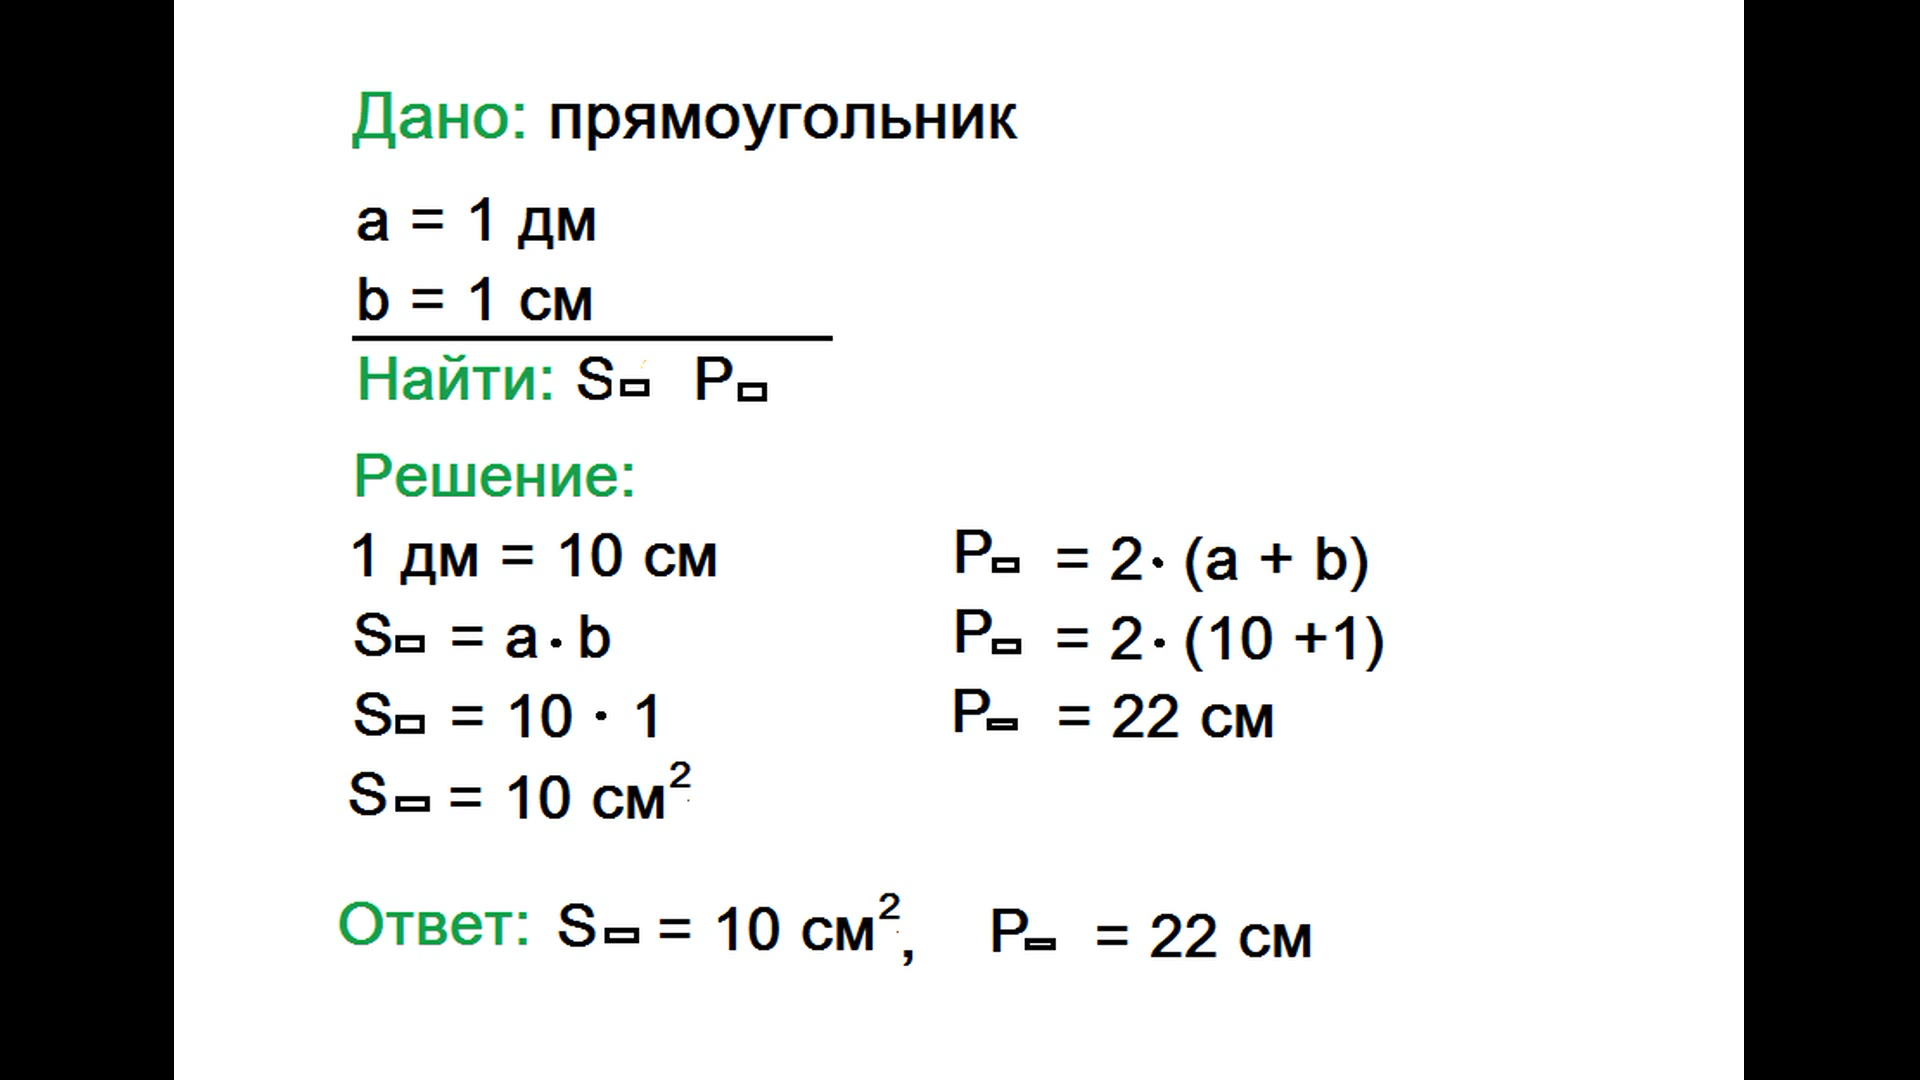 Дано: прямоугольник
a = 1 дм
b = 1 см
Найти: S▭ P▭
Решение:
1 дм = 10 см
S▭ = a · b
S▭ = 10 · 1
S▭ = 10 см²
P▭ = 2 · (a + b)
P▭ = 2 · (10 +1)
P▭ = 22 см
Ответ: S▭ = 10 см², P▭ = 22 см